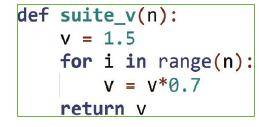 def suite_v(n):
    v = 1.5
    for i in range(n):
        v = v*0.7
    return v